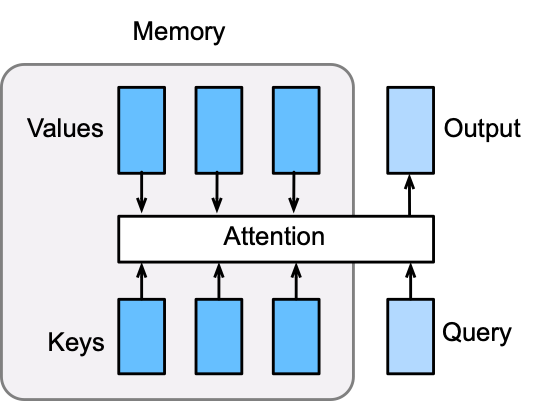 Memory
Values
Output
Attention
Keys
Query